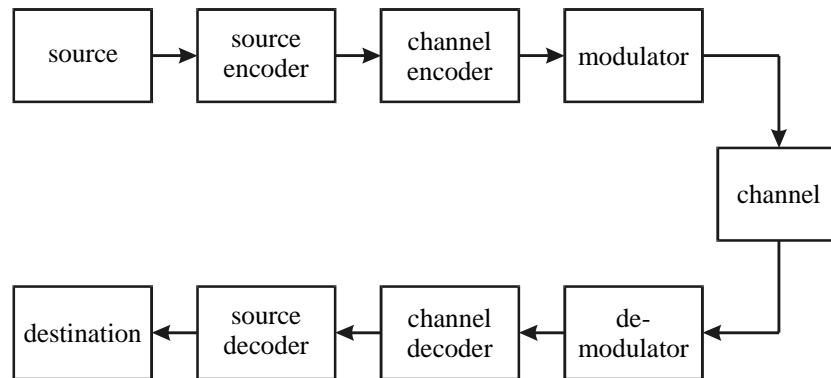 source
source
encoder
channel
encoder
modulator
channel
destination
source
decoder
channel
decoder
de-
modulator